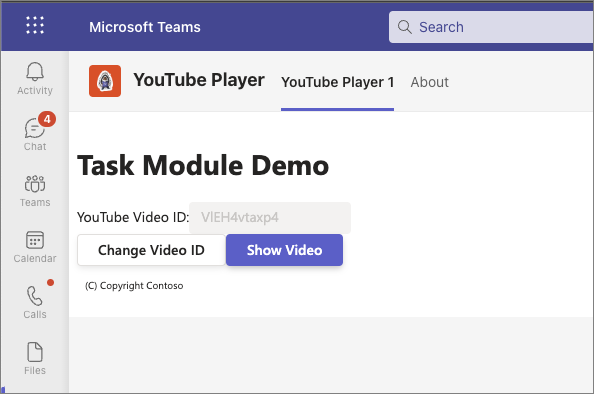 Microsoft Teams
Search
Activity
4
Chat
Teams
Calendar
Calls
Files
YouTube Player
YouTube Player 1
About
Task Module Demo
YouTube Video ID:
VlEH4vtaxp4
Change Video ID
Show Video
(C) Copyright Contoso